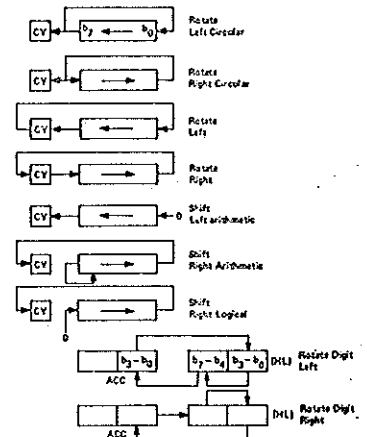 CY b7 b0 Rotate
Left Circular
CY Rotate
Right Circular
CY Rotate
Left
CY Rotate
Right
CY 0 Shift
Left arithmetic
CY Shift
Right Arithmetic
CY Shift
Right Logical
0
b3-b0 b7-b4 b3-b0 (HL) Rotate Digit
Left
ACC
(HL) Rotate Digit
Right
ACC